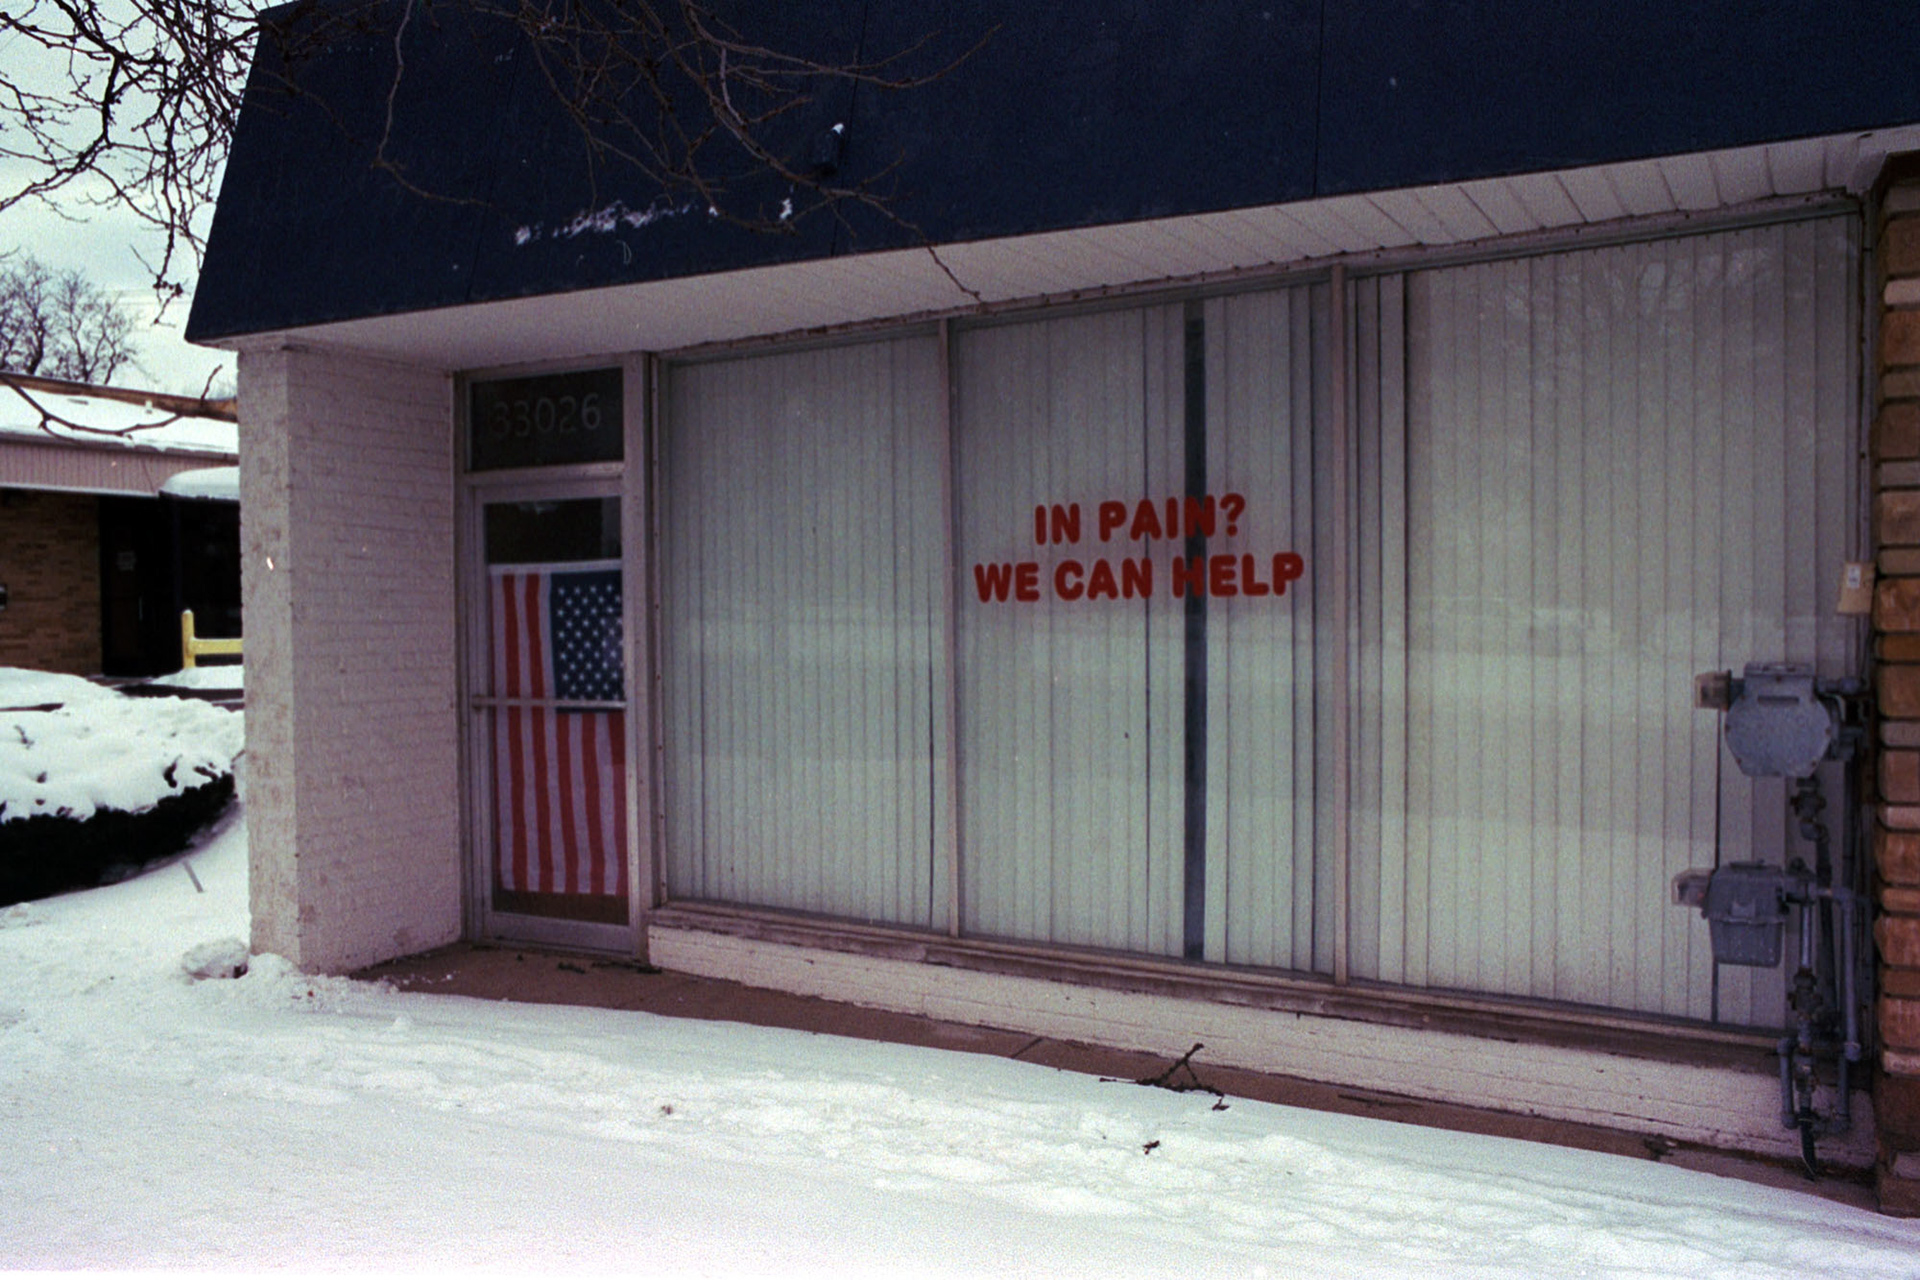 33026
IN PAIN?
WE CAN HELP